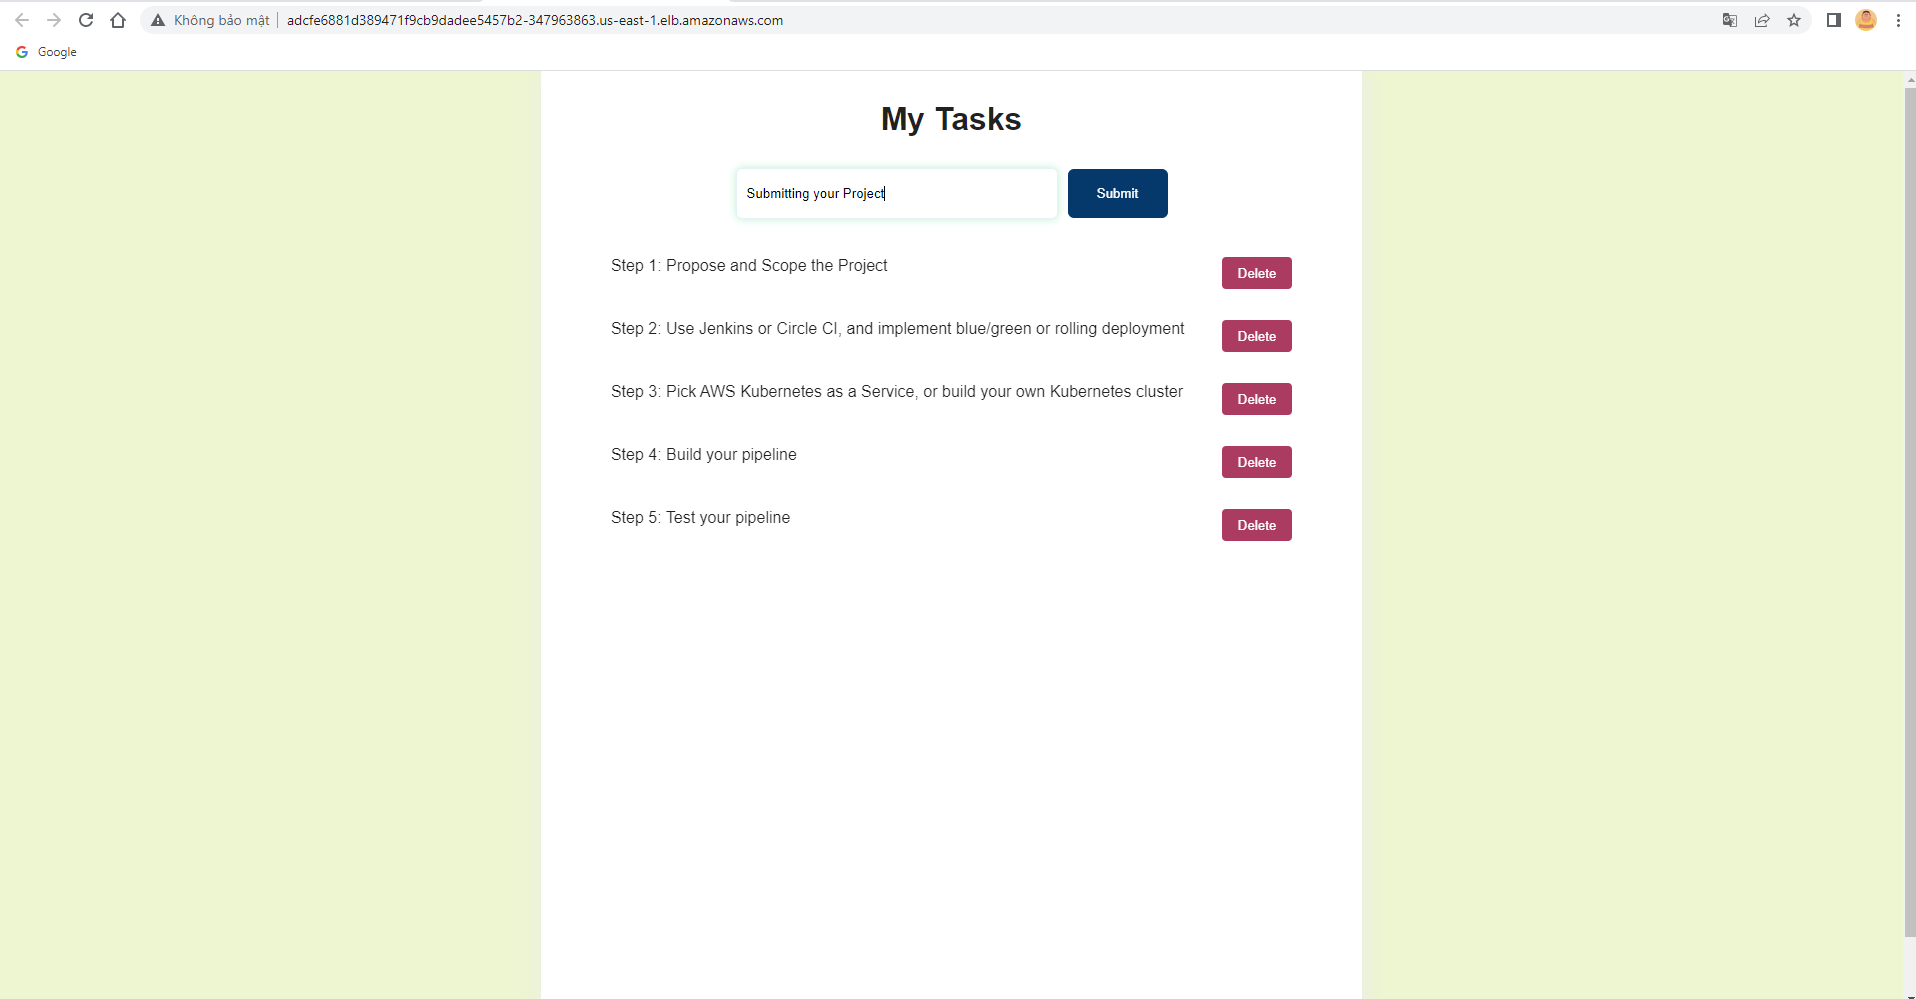 Không bảo mật adcfe6881d389471f9cb9dadee5457b2-347963863.us-east-1.elb.amazonaws.com
Google
My Tasks
Submitting your Project Submit
Step 1: Propose and Scope the Project Delete
Step 2: Use Jenkins or Circle CI, and implement blue/green or rolling deployment Delete
Step 3: Pick AWS Kubernetes as a Service, or build your own Kubernetes cluster Delete
Step 4: Build your pipeline Delete
Step 5: Test your pipeline Delete